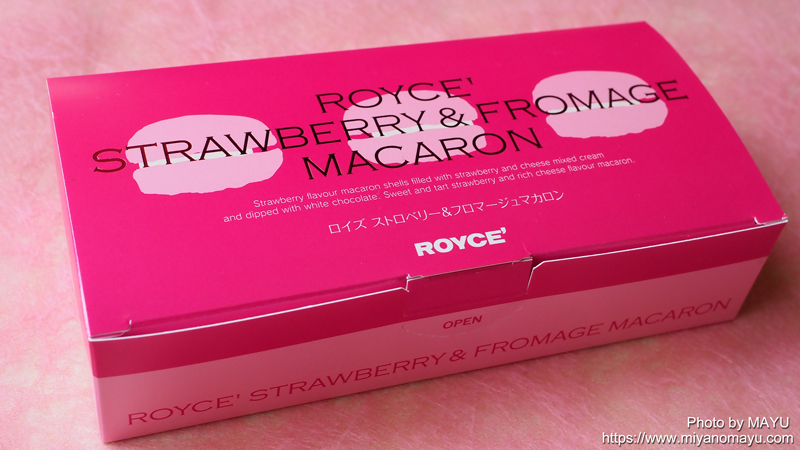 ROYCE'
STRAWBERRY & FROMAGE
MACARON
Strawberry flavour macaron shells filled with strawberry and cheese mixed cream
and dipped with white chocolate. Sweet and tart strawberry and rich cheese flavour macaron.
ロイズ ストロベリー&フロマージュマカロン
ROYCE'
OPEN
ROYCE' STRAWBERRY & FROMAGE MACARON
Photo by MAYU
https://www.miyanomayu.com/